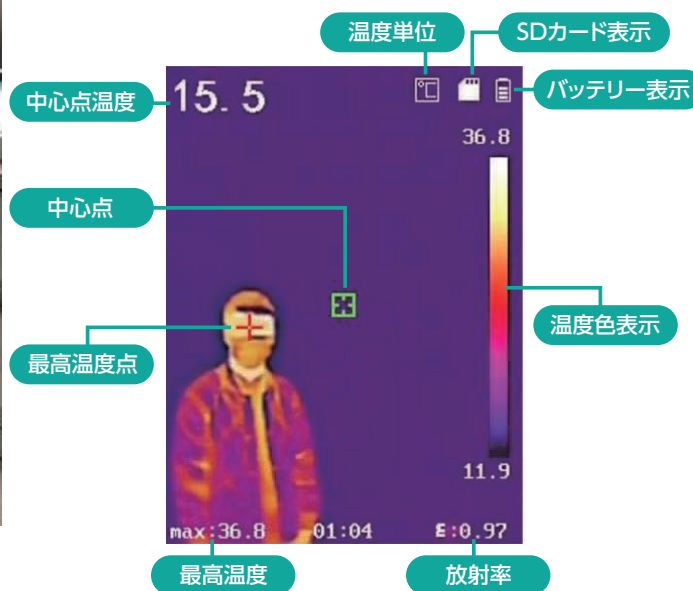 温度単位
SDカード表示
中心点温度
15.5
℃
バッテリー表示
36.8
中心点
温度色表示
最高温度点
11.9
max:36.8
01:04
E:0.97
最高温度
放射率